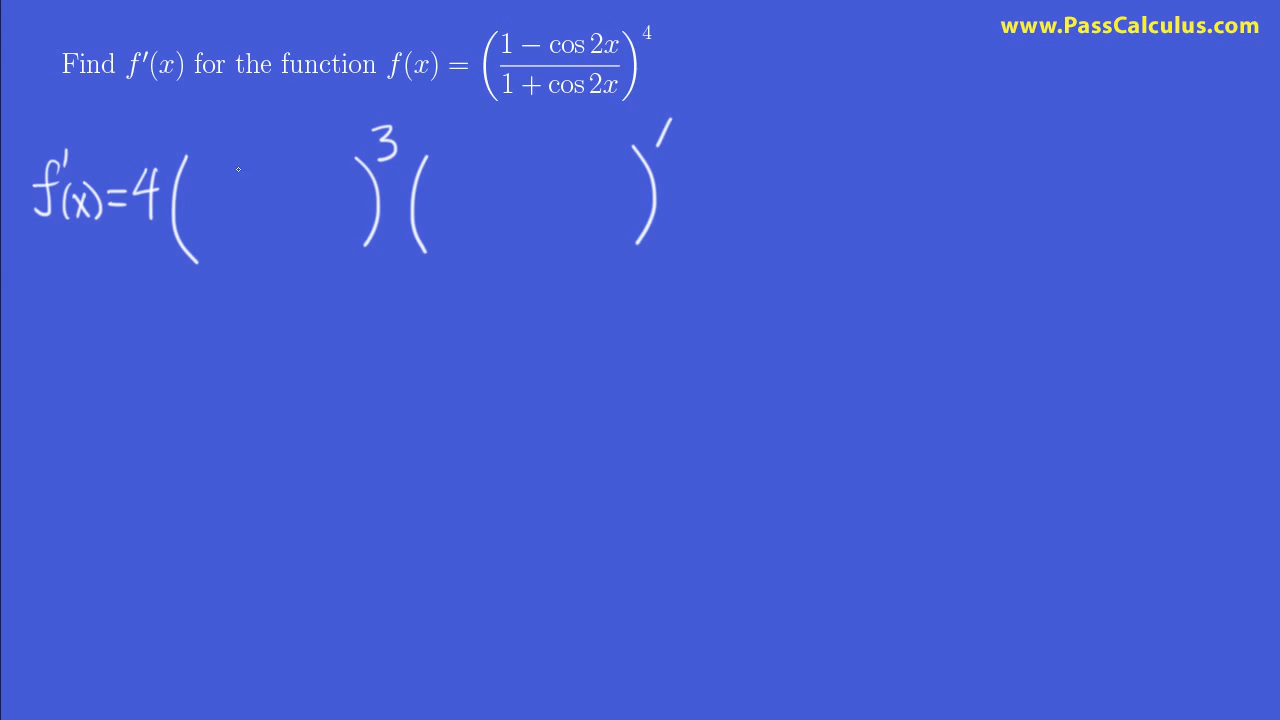 www.PassCalculus.com
Find f'(x) for the function f(x) = ((1 − cos 2x)/(1 + cos 2x))^4
f'(x) = 4( )^3 ( )'